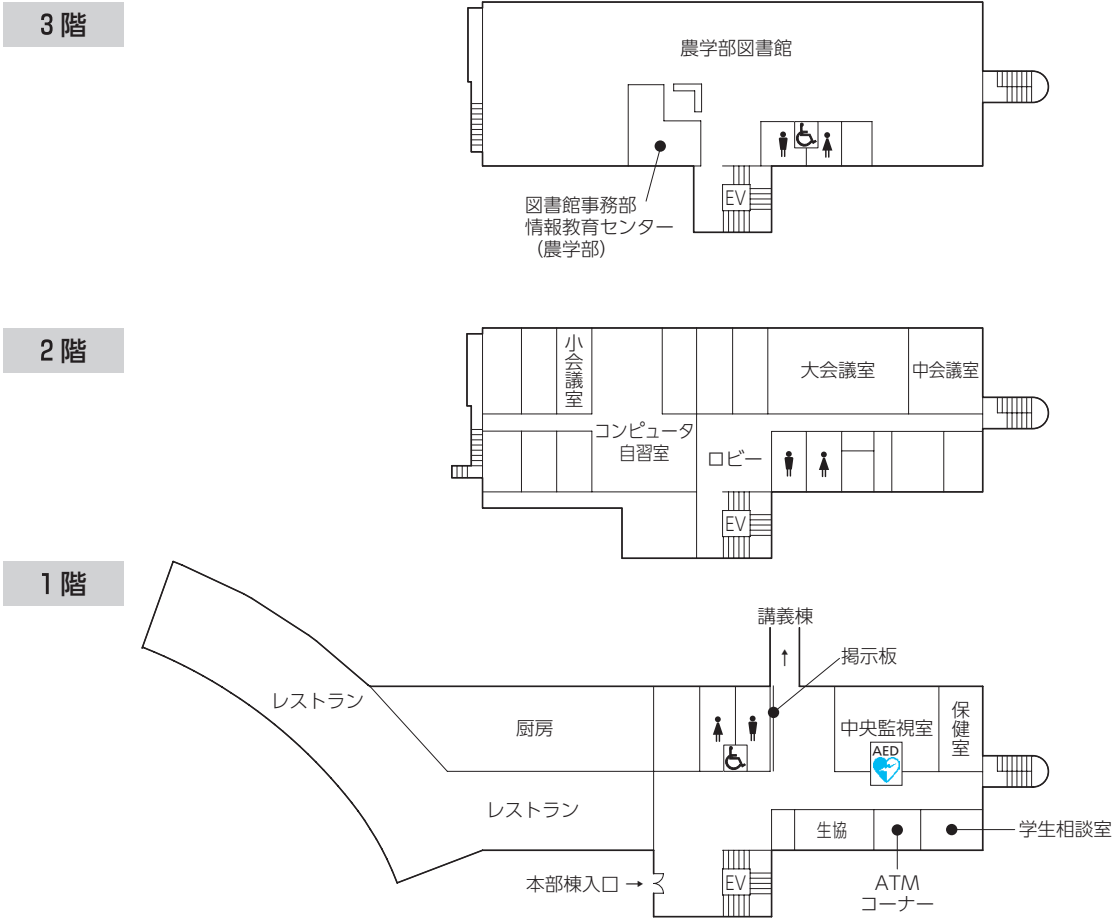 3階
農学部図書館
EV
図書館事務部
情報教育センター
（農学部）
2階
小会議室
大会議室
中会議室
コンピュータ
自習室
ロビー
EV
1階
講義棟
↑
掲示板
レストラン
厨房
中央監視室
保健室
AED
レストラン
生協
学生相談室
本部棟入口→
EV
ATM
コーナー